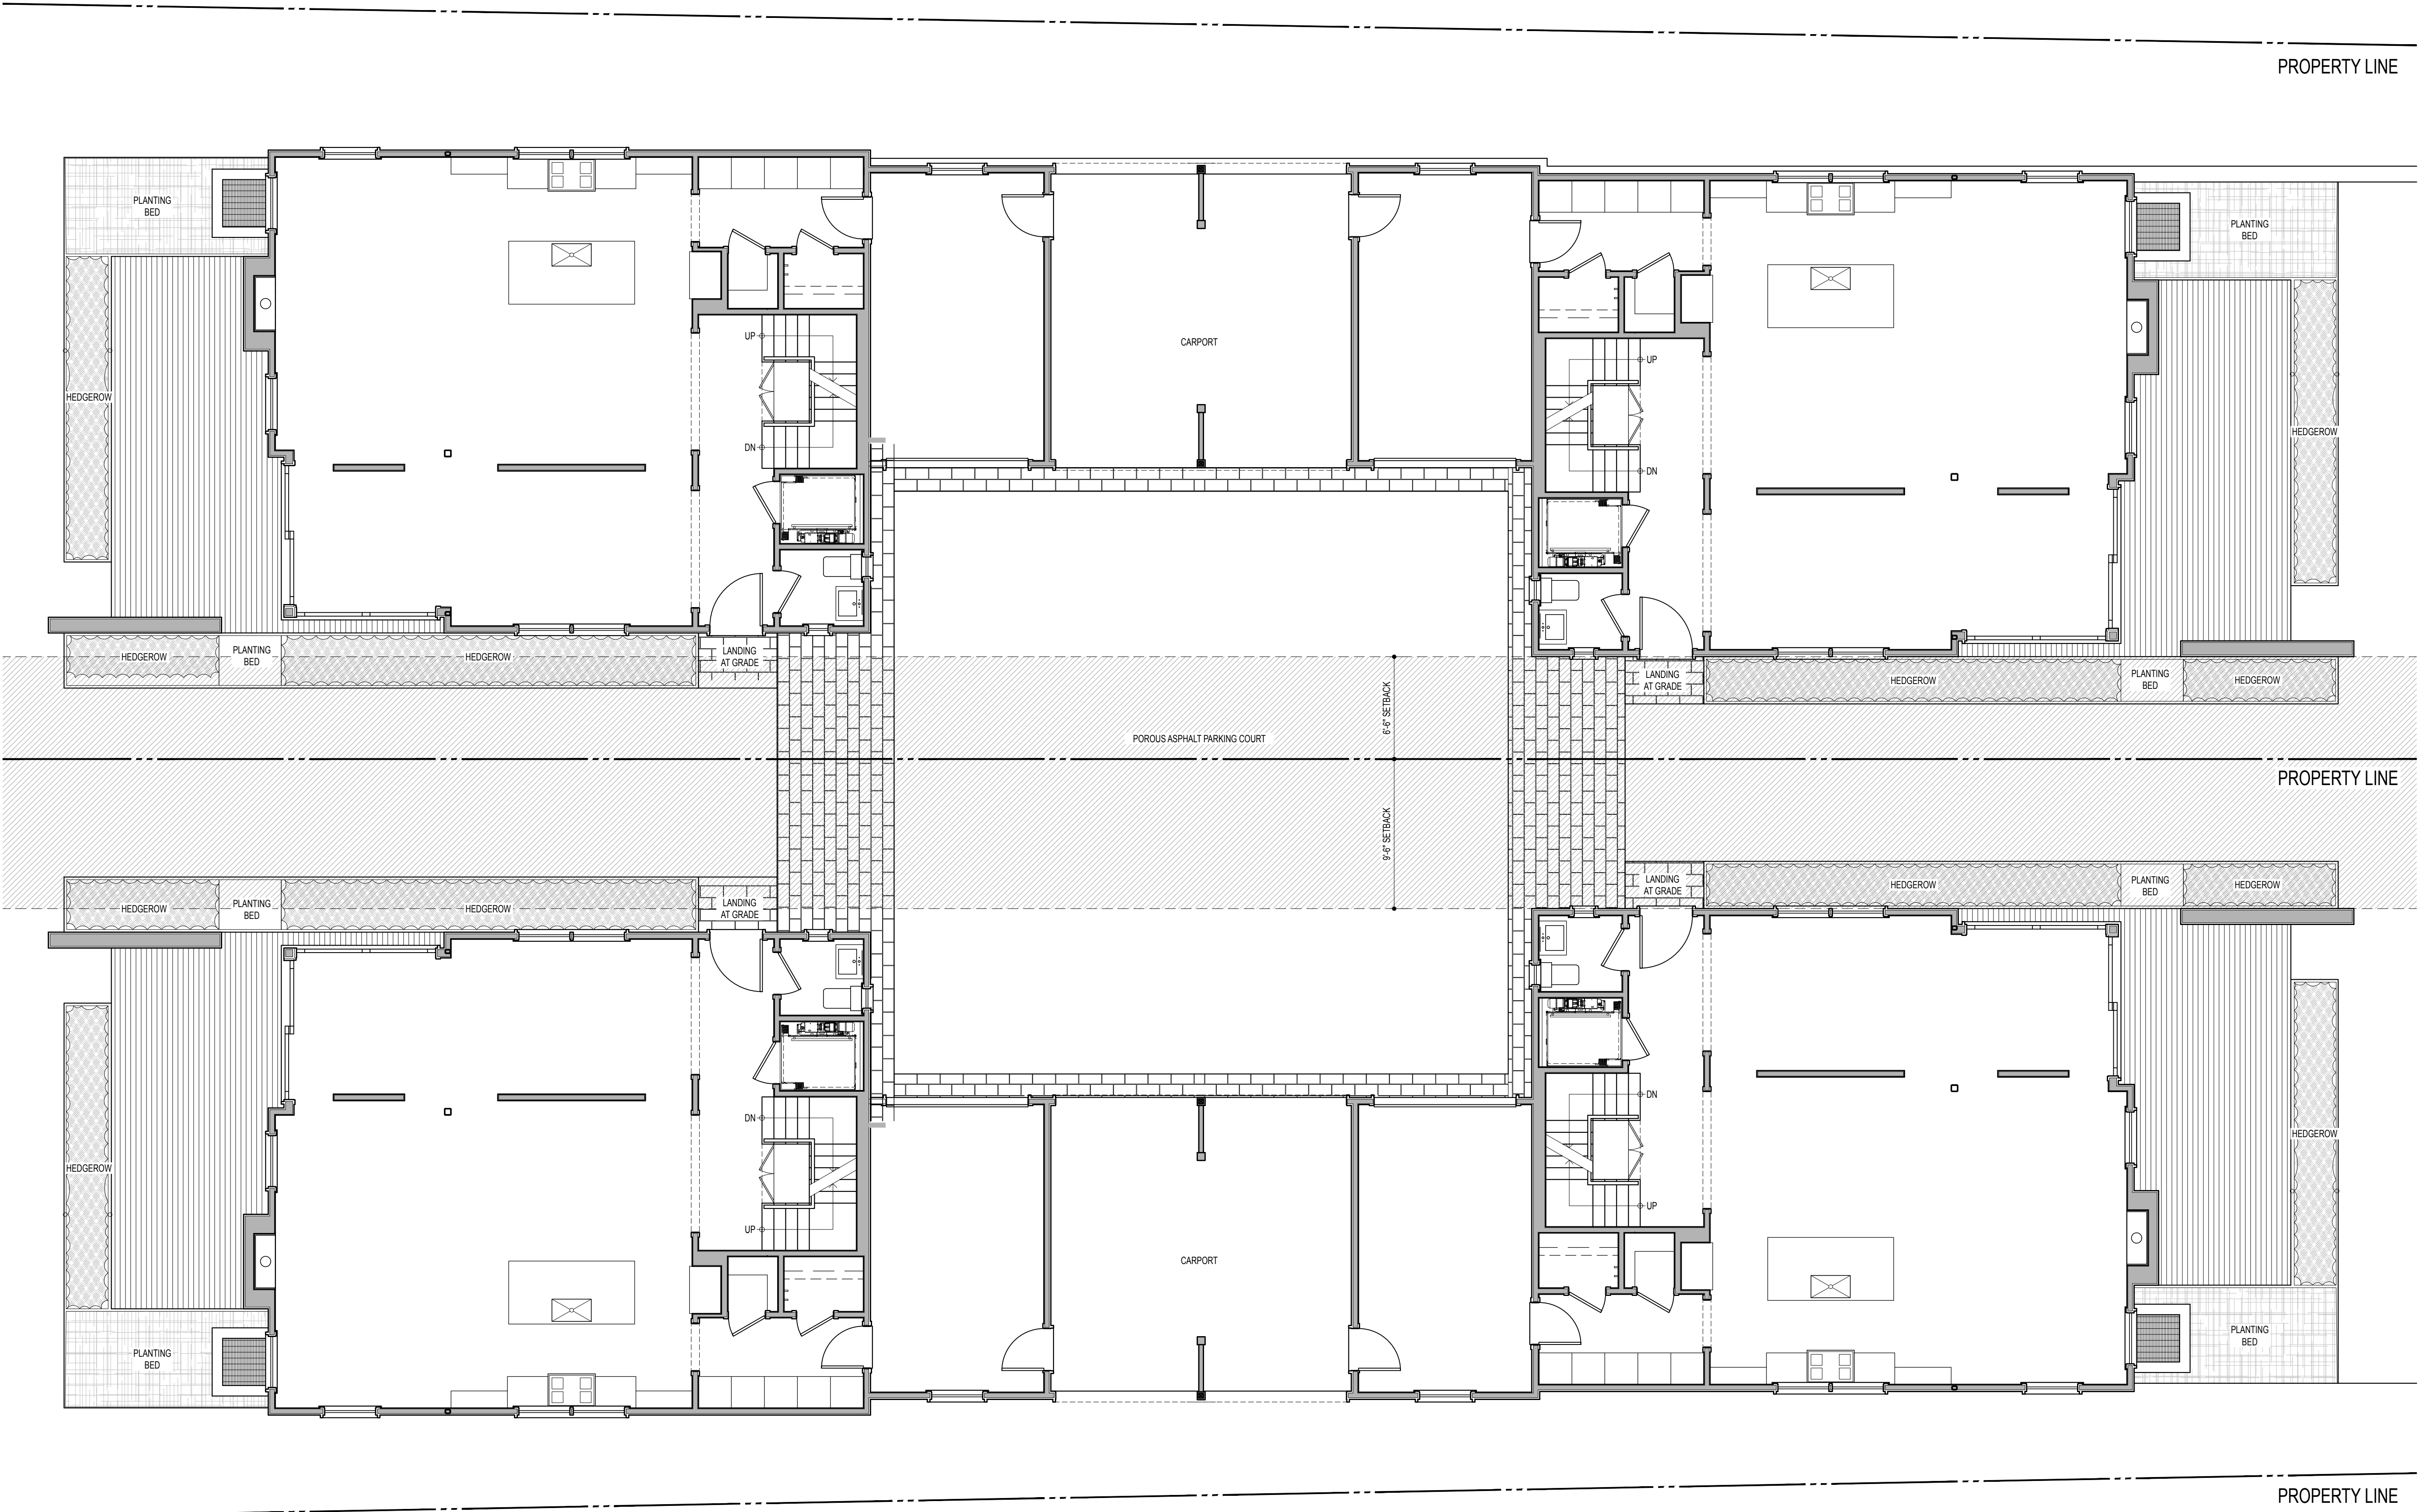 PROPERTY LINE
PLANTING
BED
PLANTING
BED
CARPORT
UP
UP
HEDGEROW
HEDGEROW
DN
DN
HEDGEROW
PLANTING
BED
HEDGEROW
LANDING
AT GRADE
LANDING
AT GRADE
HEDGEROW
PLANTING
BED
HEDGEROW
6'-6" SETBACK
POROUS ASPHALT PARKING COURT
PROPERTY LINE
9'-6" SETBACK
HEDGEROW
PLANTING
BED
HEDGEROW
LANDING
AT GRADE
LANDING
AT GRADE
HEDGEROW
PLANTING
BED
HEDGEROW
DN
DN
HEDGEROW
HEDGEROW
UP
UP
CARPORT
PLANTING
BED
PLANTING
BED
PROPERTY LINE